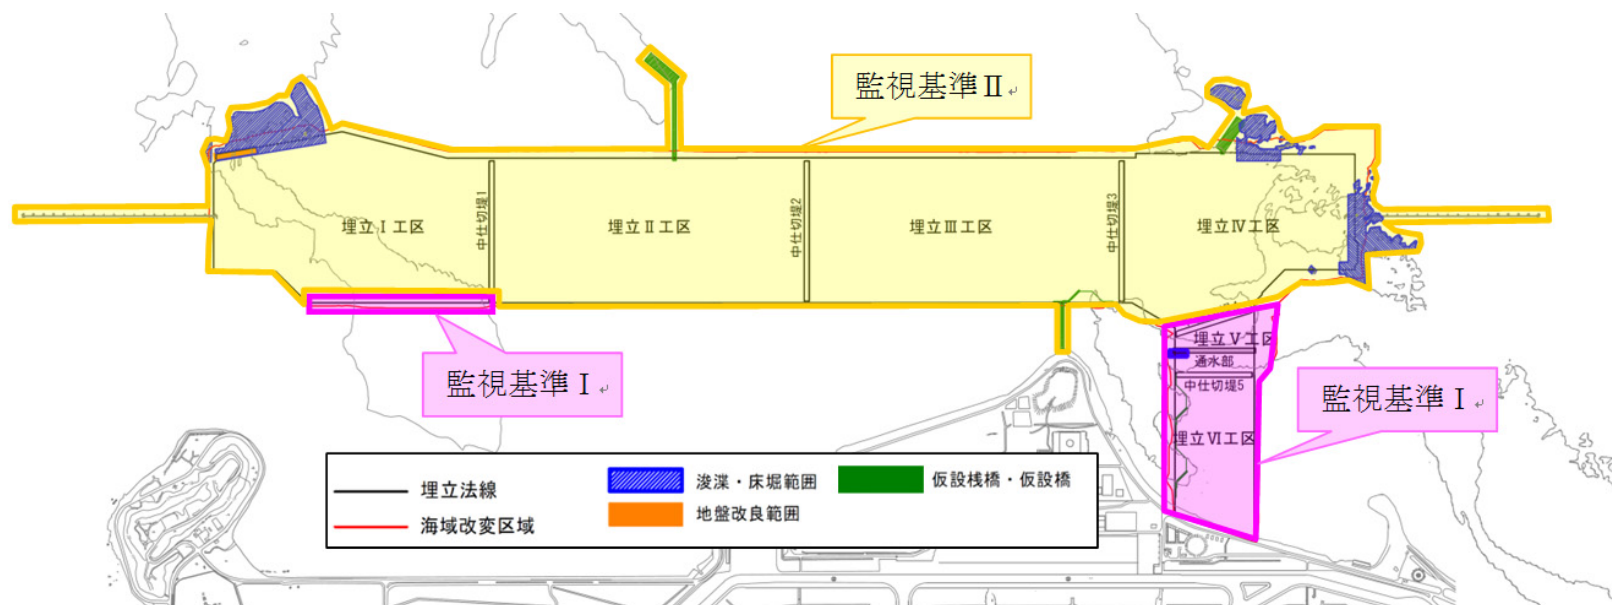 監視基準Ⅱ
埋立Ⅰ工区
中仕切堤1
埋立Ⅱ工区
中仕切堤2
埋立Ⅲ工区
中仕切堤3
埋立Ⅳ工区
監視基準Ⅰ
埋立Ⅴ工区
通水部
中仕切堤5
埋立Ⅵ工区
監視基準Ⅰ
埋立法線
海域改変区域
浚渫・床堀範囲
地盤改良範囲
仮設桟橋・仮設橋